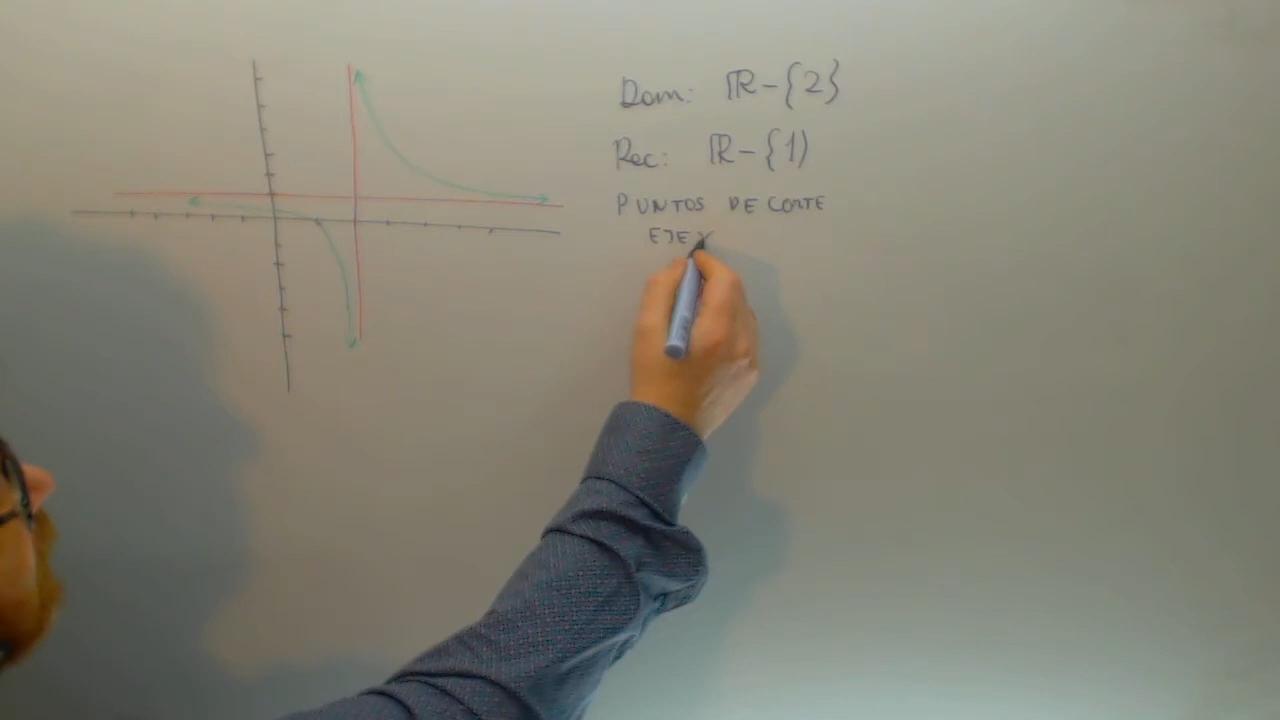 Dom: ℝ-{2}
Rec: ℝ-{1)
PUNTOS DE CORTE
EJE X